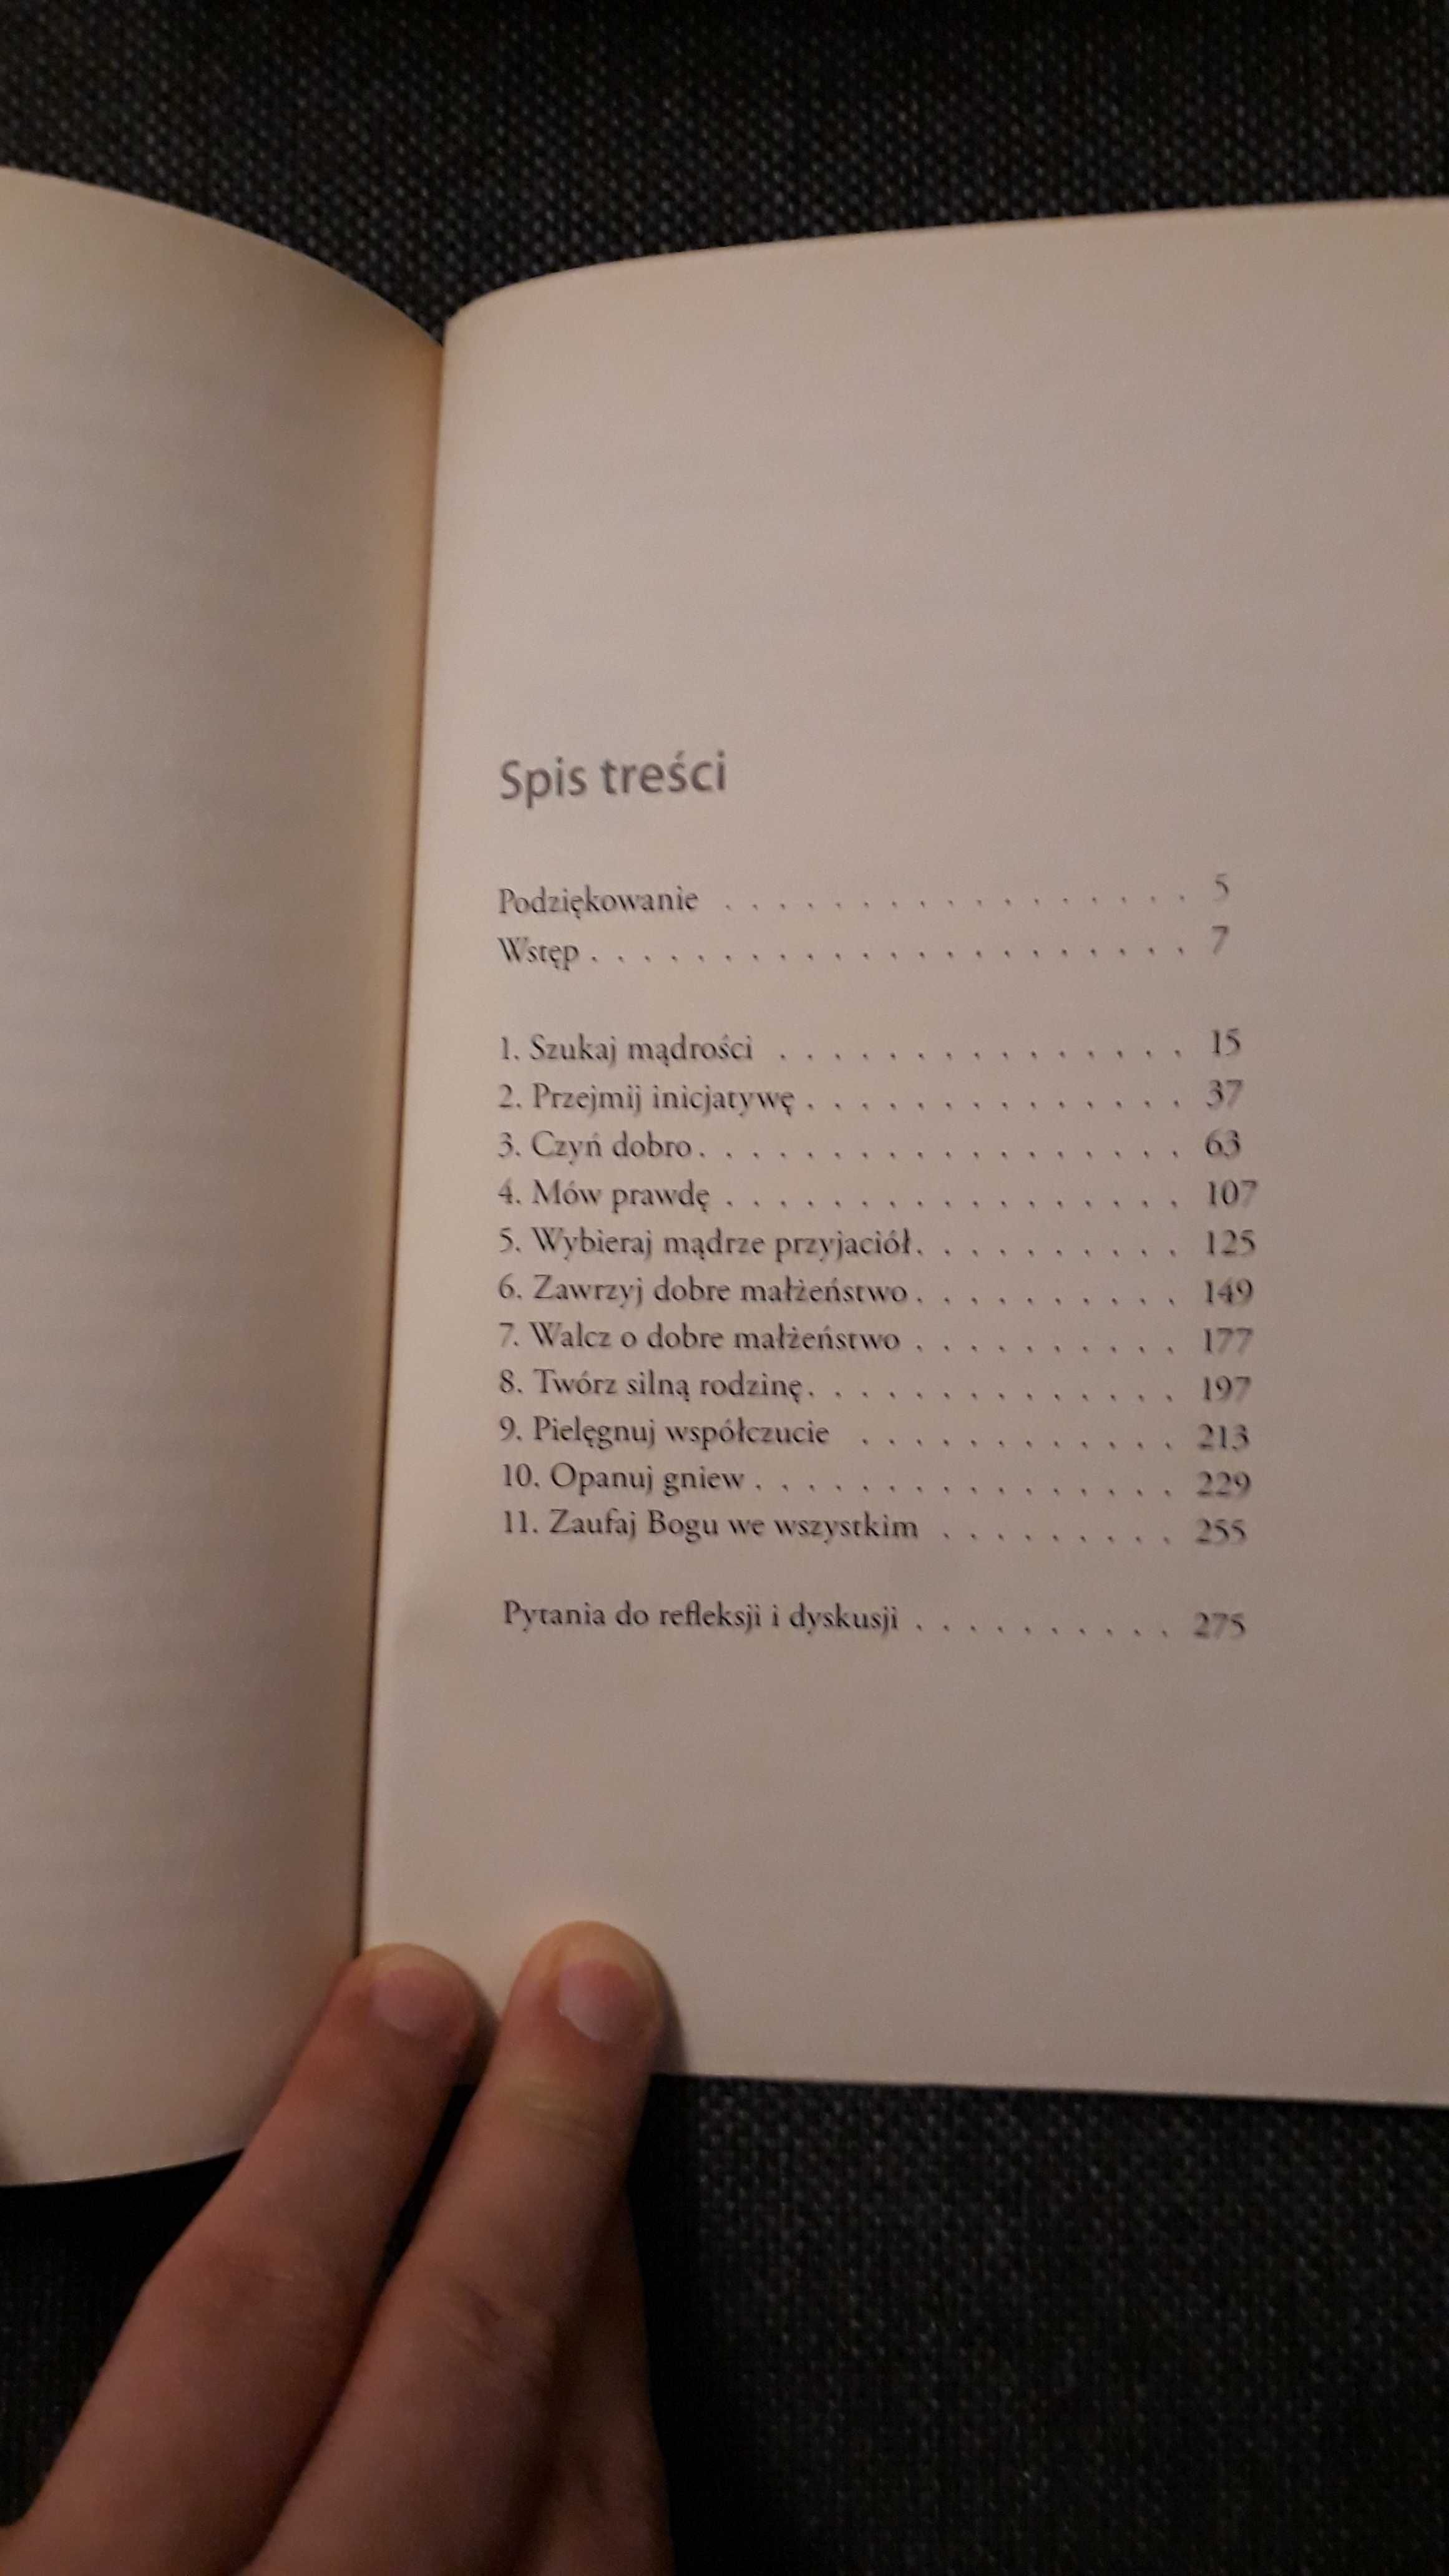 Spis treści
Podziękowanie . . . . . . . . . . . . . . . . . 5
Wstęp . . . . . . . . . . . . . . . . . . . . . . 7
1. Szukaj mądrości . . . . . . . . . . . . . . . 15
2. Przejmij inicjatywę . . . . . . . . . . . . . . 37
3. Czyń dobro . . . . . . . . . . . . . . . . . . 63
4. Mów prawdę . . . . . . . . . . . . . . . . . 107
5. Wybieraj mądrze przyjaciół . . . . . . . . . . 125
6. Zawrzyj dobre małżeństwo . . . . . . . . . . 149
7. Walcz o dobre małżeństwo . . . . . . . . . . 177
8. Twórz silną rodzinę . . . . . . . . . . . . . . 197
9. Pielęgnuj współczucie . . . . . . . . . . . . 213
10. Opanuj gniew . . . . . . . . . . . . . . . . 229
11. Zaufaj Bogu we wszystkim . . . . . . . . . 255
Pytania do refleksji i dyskusji . . . . . . . . . . 275